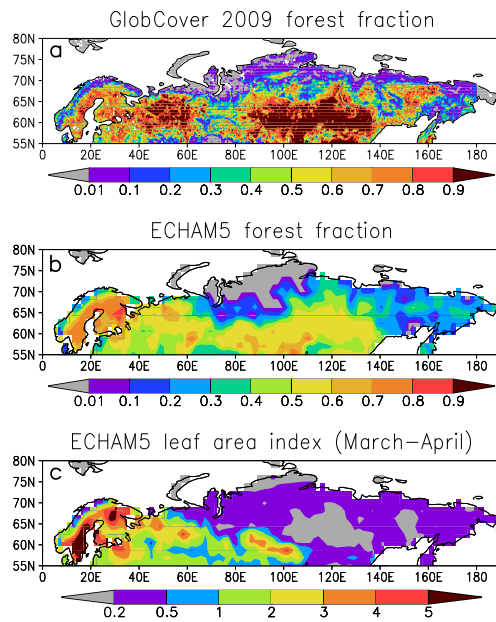 GlobCover 2009 forest fraction
a
80N
75N
70N
65N
60N
55N
0 20E 40E 60E 80E 100E 120E 140E 160E 180
0.01 0.1 0.2 0.3 0.4 0.5 0.6 0.7 0.8 0.9
ECHAM5 forest fraction
b
80N
75N
70N
65N
60N
55N
0 20E 40E 60E 80E 100E 120E 140E 160E 180
0.01 0.1 0.2 0.3 0.4 0.5 0.6 0.7 0.8 0.9
ECHAM5 leaf area index (March-April)
c
80N
75N
70N
65N
60N
55N
0 20E 40E 60E 80E 100E 120E 140E 160E 180
0.2 0.5 1 2 3 4 5